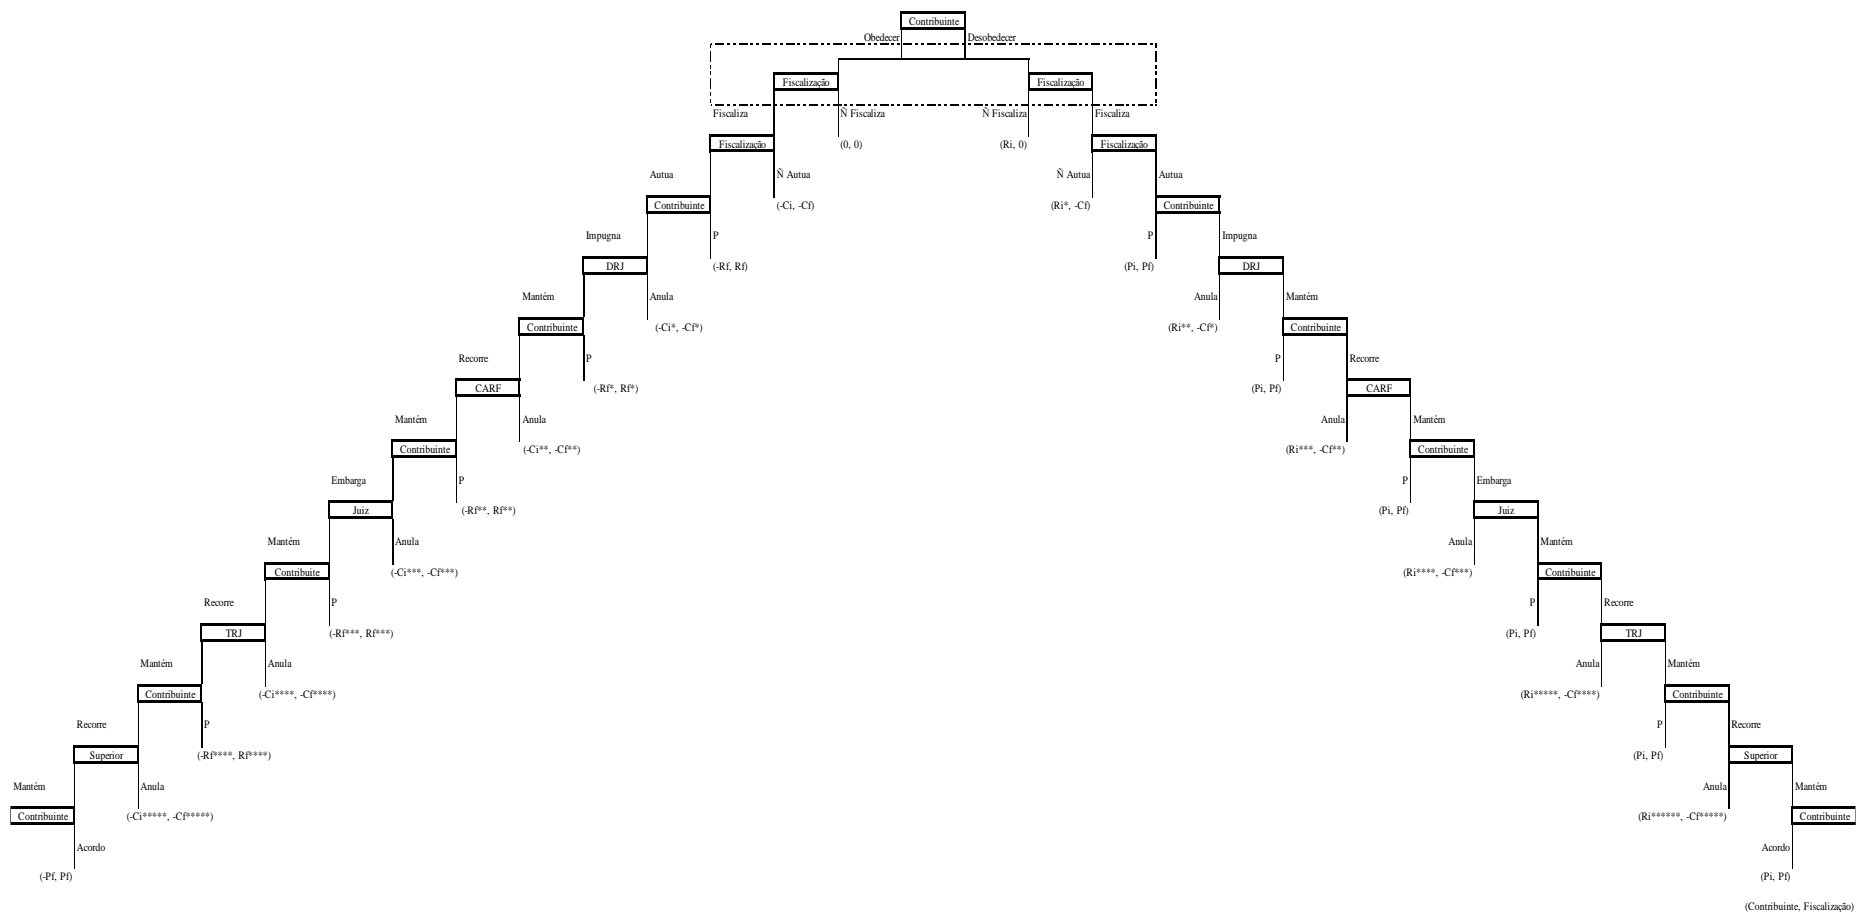 Contribuinte
Obedecer Desobedecer
Fiscalização Fiscalização
Fiscaliza Ñ Fiscaliza Ñ Fiscaliza Fiscaliza
Fiscalização (0, 0) (Ri, 0) Fiscalização
Autua Ñ Autua Ñ Autua Autua
Contribuinte (-Ci, -Cf) (Ri*, -Cf) Contribuinte
Impugna P P Impugna
DRJ (-Rf, Rf) (Pi, Pf) DRJ
Mantém Anula Anula Mantém
Contribuinte (-Ci*, -Cf*) (Ri**, -Cf*) Contribuinte
Recorre P P Recorre
CARF (-Rf*, Rf*) (Pi, Pf) CARF
Mantém Anula Anula Mantém
Contribuinte (-Ci**, -Cf**) (Ri***, -Cf**) Contribuinte
Embarga P P Embarga
Juiz (-Rf**, Rf**) (Pi, Pf) Juiz
Mantém Anula Anula Mantém
Contribuite (-Ci***, -Cf***) (Ri****, -Cf***) Contribuinte
Recorre P P Recorre
TRJ (-Rf***, Rf***) (Pi, Pf) TRJ
Mantém Anula Anula Mantém
Contribuinte (-Ci****, -Cf****) (Ri*****, -Cf****) Contribuinte
Recorre P P Recorre
Superior (-Rf****, Rf****) (Pi, Pf) Superior
Mantém Anula Anula Mantém
Contribuinte (-Ci*****, -Cf*****) (Ri******, -Cf*****) Contribuinte
Acordo Acordo
(-Pf, Pf) (Pi, Pf)
(Contribuinte, Fiscalização)